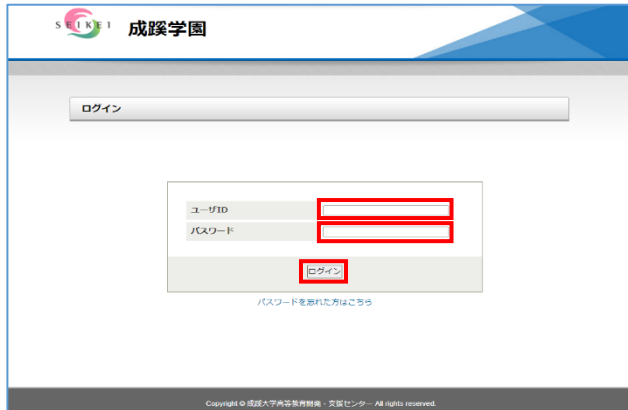 SEIKEI 成蹊学園
ログイン
ユーザID
パスワード
ログイン
パスワードを忘れた方はこちら
Copyright © 成蹊大学高等教育開発・支援センター All rights reserved.